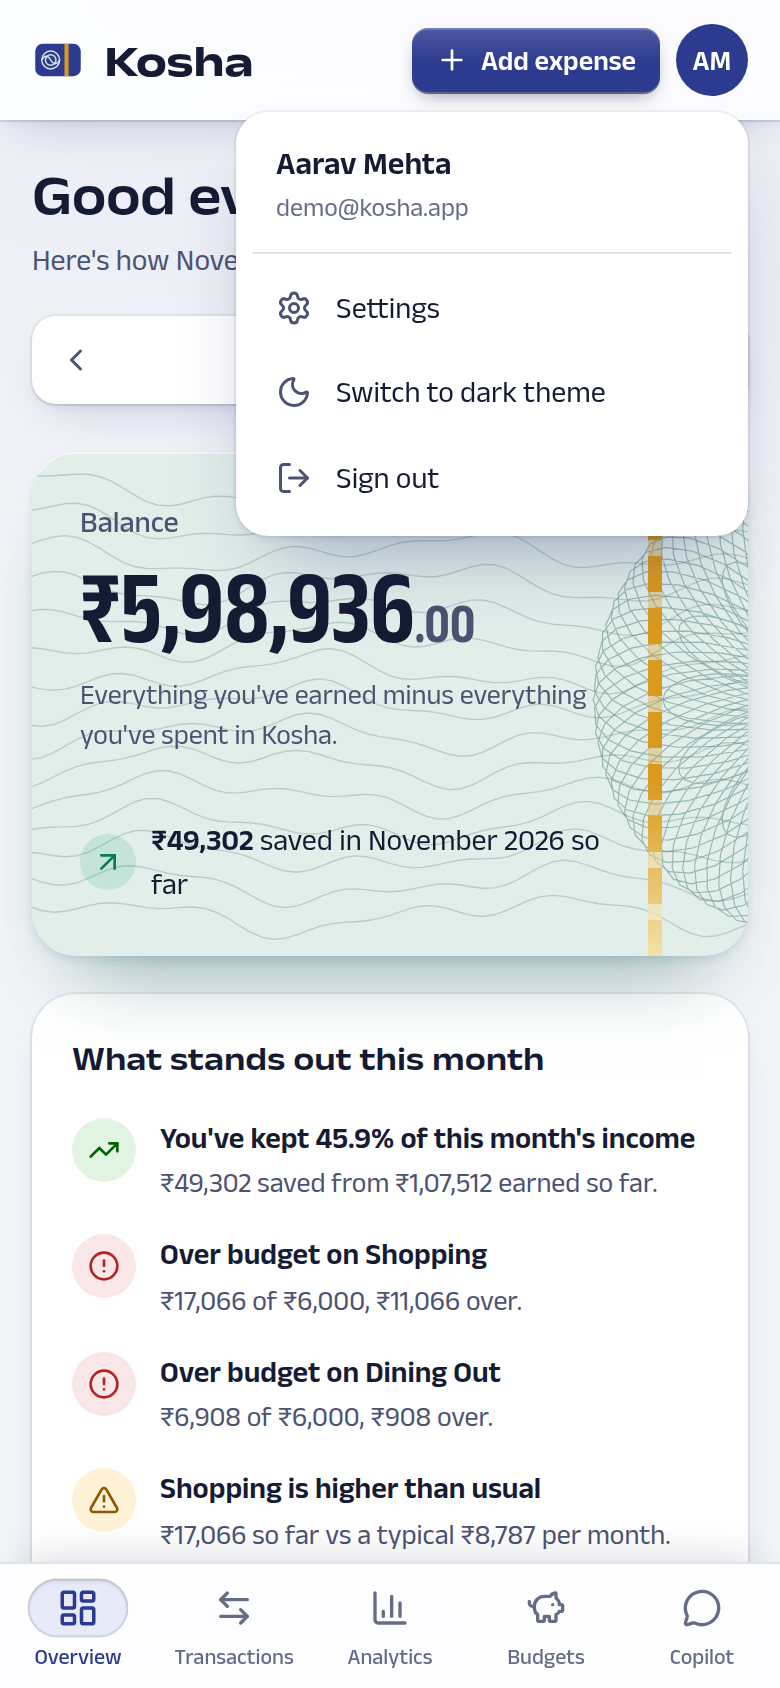 Kosha
Add expense
AM
Aarav Mehta
demo@kosha.app
Settings
Switch to dark theme
Sign out
Good
Here's how
Balance
₹5,98,936.00
Everything you've earned minus everything
you've spent in Kosha.
₹49,302 saved in November 2026 so
far
What stands out this month
You've kept 45.9% of this month's income
₹49,302 saved from ₹1,07,512 earned so far.
Over budget on Shopping
₹17,066 of ₹6,000, ₹11,066 over.
Over budget on Dining Out
₹6,908 of ₹6,000, ₹908 over.
Shopping is higher than usual
₹17,066 so far vs a typical ₹8,787 per month.
Overview
Transactions
Analytics
Budgets
Copilot